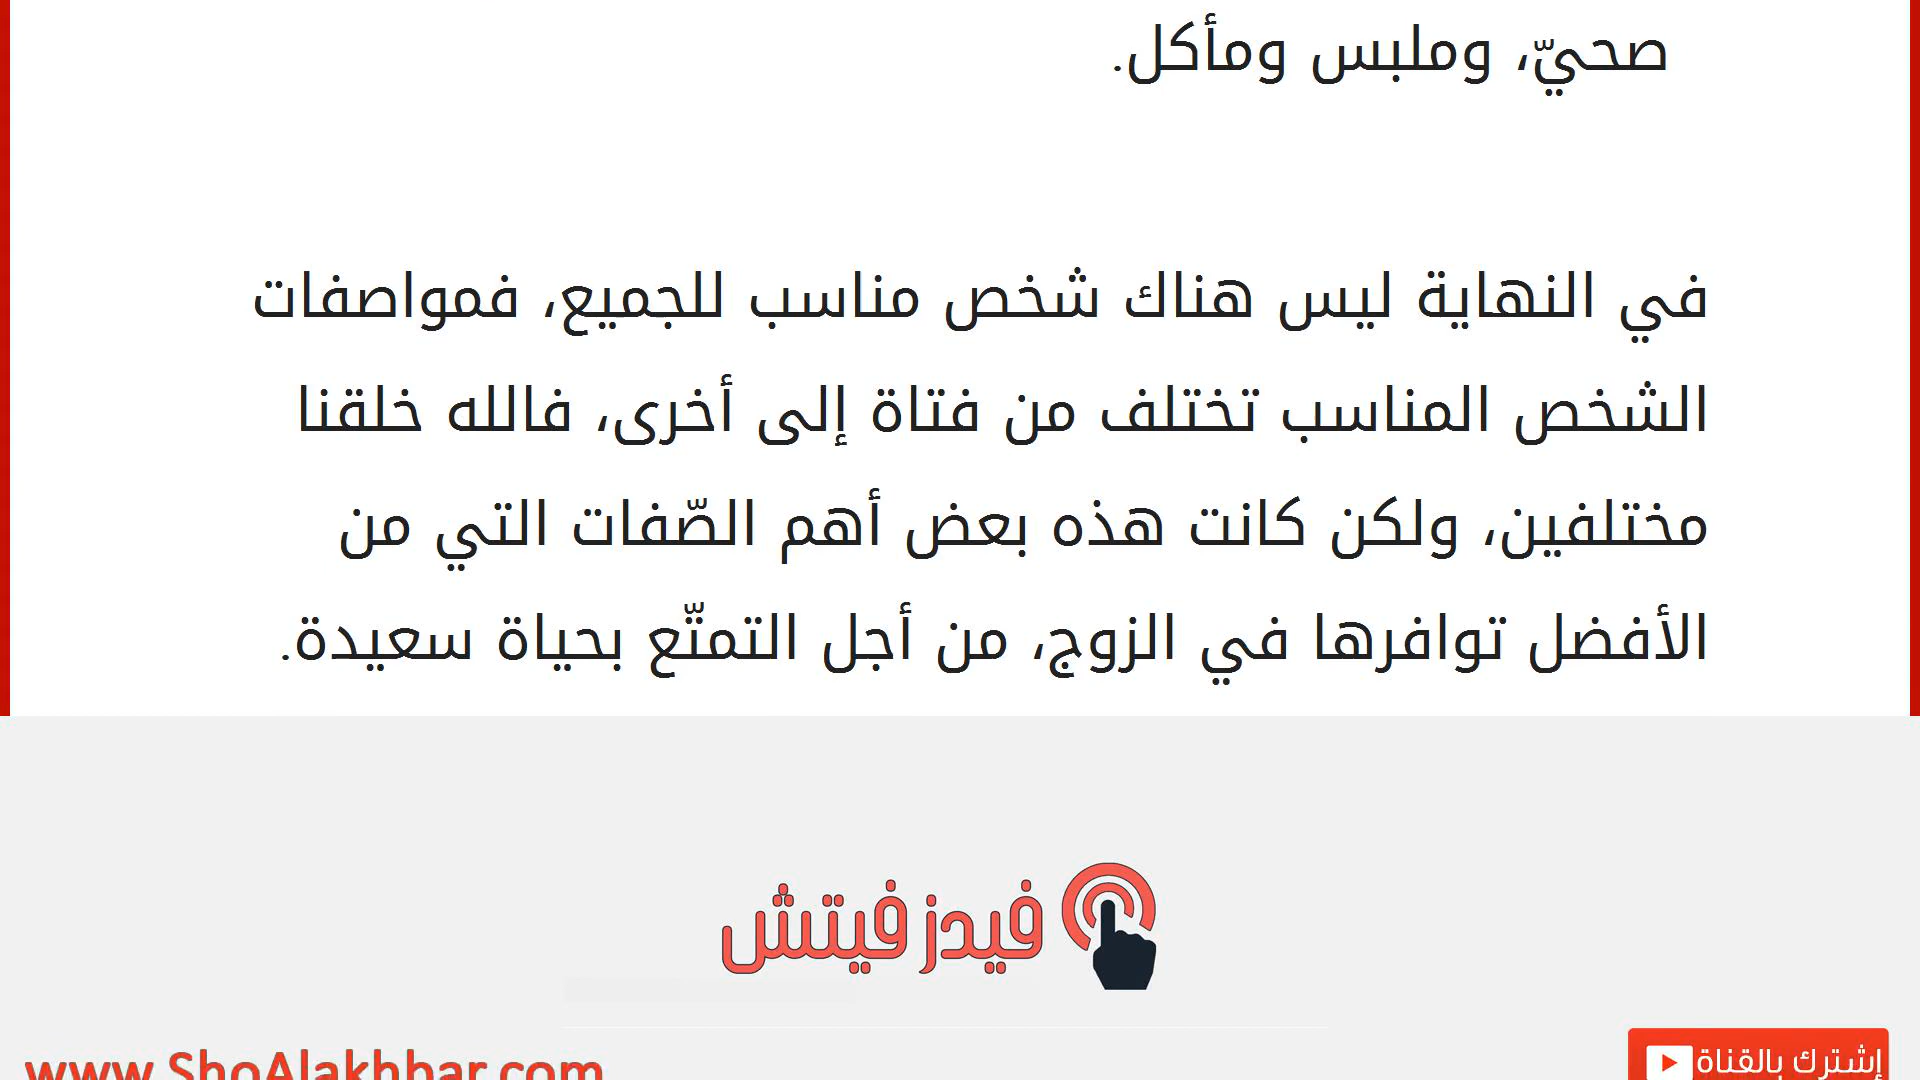 صحيّ، وملبس ومأكل.
في النهاية ليس هناك شخص مناسب للجميع، فمواصفات
الشخص المناسب تختلف من فتاة إلى أخرى، فالله خلقنا
مختلفين، ولكن كانت هذه بعض أهم الصّفات التي من
الأفضل توافرها في الزوج، من أجل التمتّع بحياة سعيدة.
فيدز فيتش
www.ShoAlakhbar.com
إشترك بالقناة